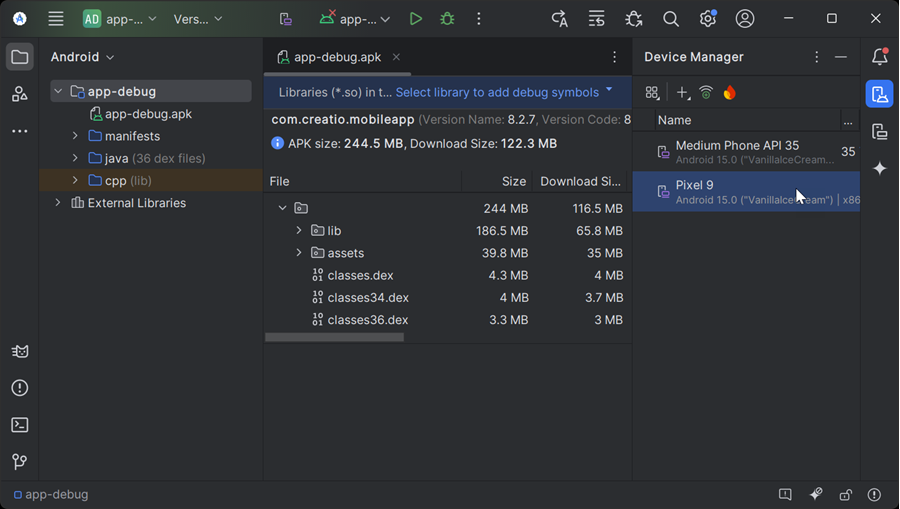 AD app-... Vers... app-...
Android
app-debug
app-debug.apk
manifests
java (36 dex files)
cpp (lib)
External Libraries
app-debug.apk
Libraries (*.so) in t... Select library to add debug symbols
com.creatio.mobileapp (Version Name: 8.2.7, Version Code: 8
APK size: 244.5 MB, Download Size: 122.3 MB
File Size Download Si...
244 MB 116.5 MB
lib 186.5 MB 65.8 MB
assets 39.8 MB 35 MB
classes.dex 4.3 MB 4 MB
classes34.dex 4 MB 3.7 MB
classes36.dex 3.3 MB 3 MB
Device Manager
Name ...
Medium Phone API 35 35
Android 15.0 ("VanillaIceCream...
Pixel 9
Android 15.0 ("VanillaIceCream") | x86
app-debug